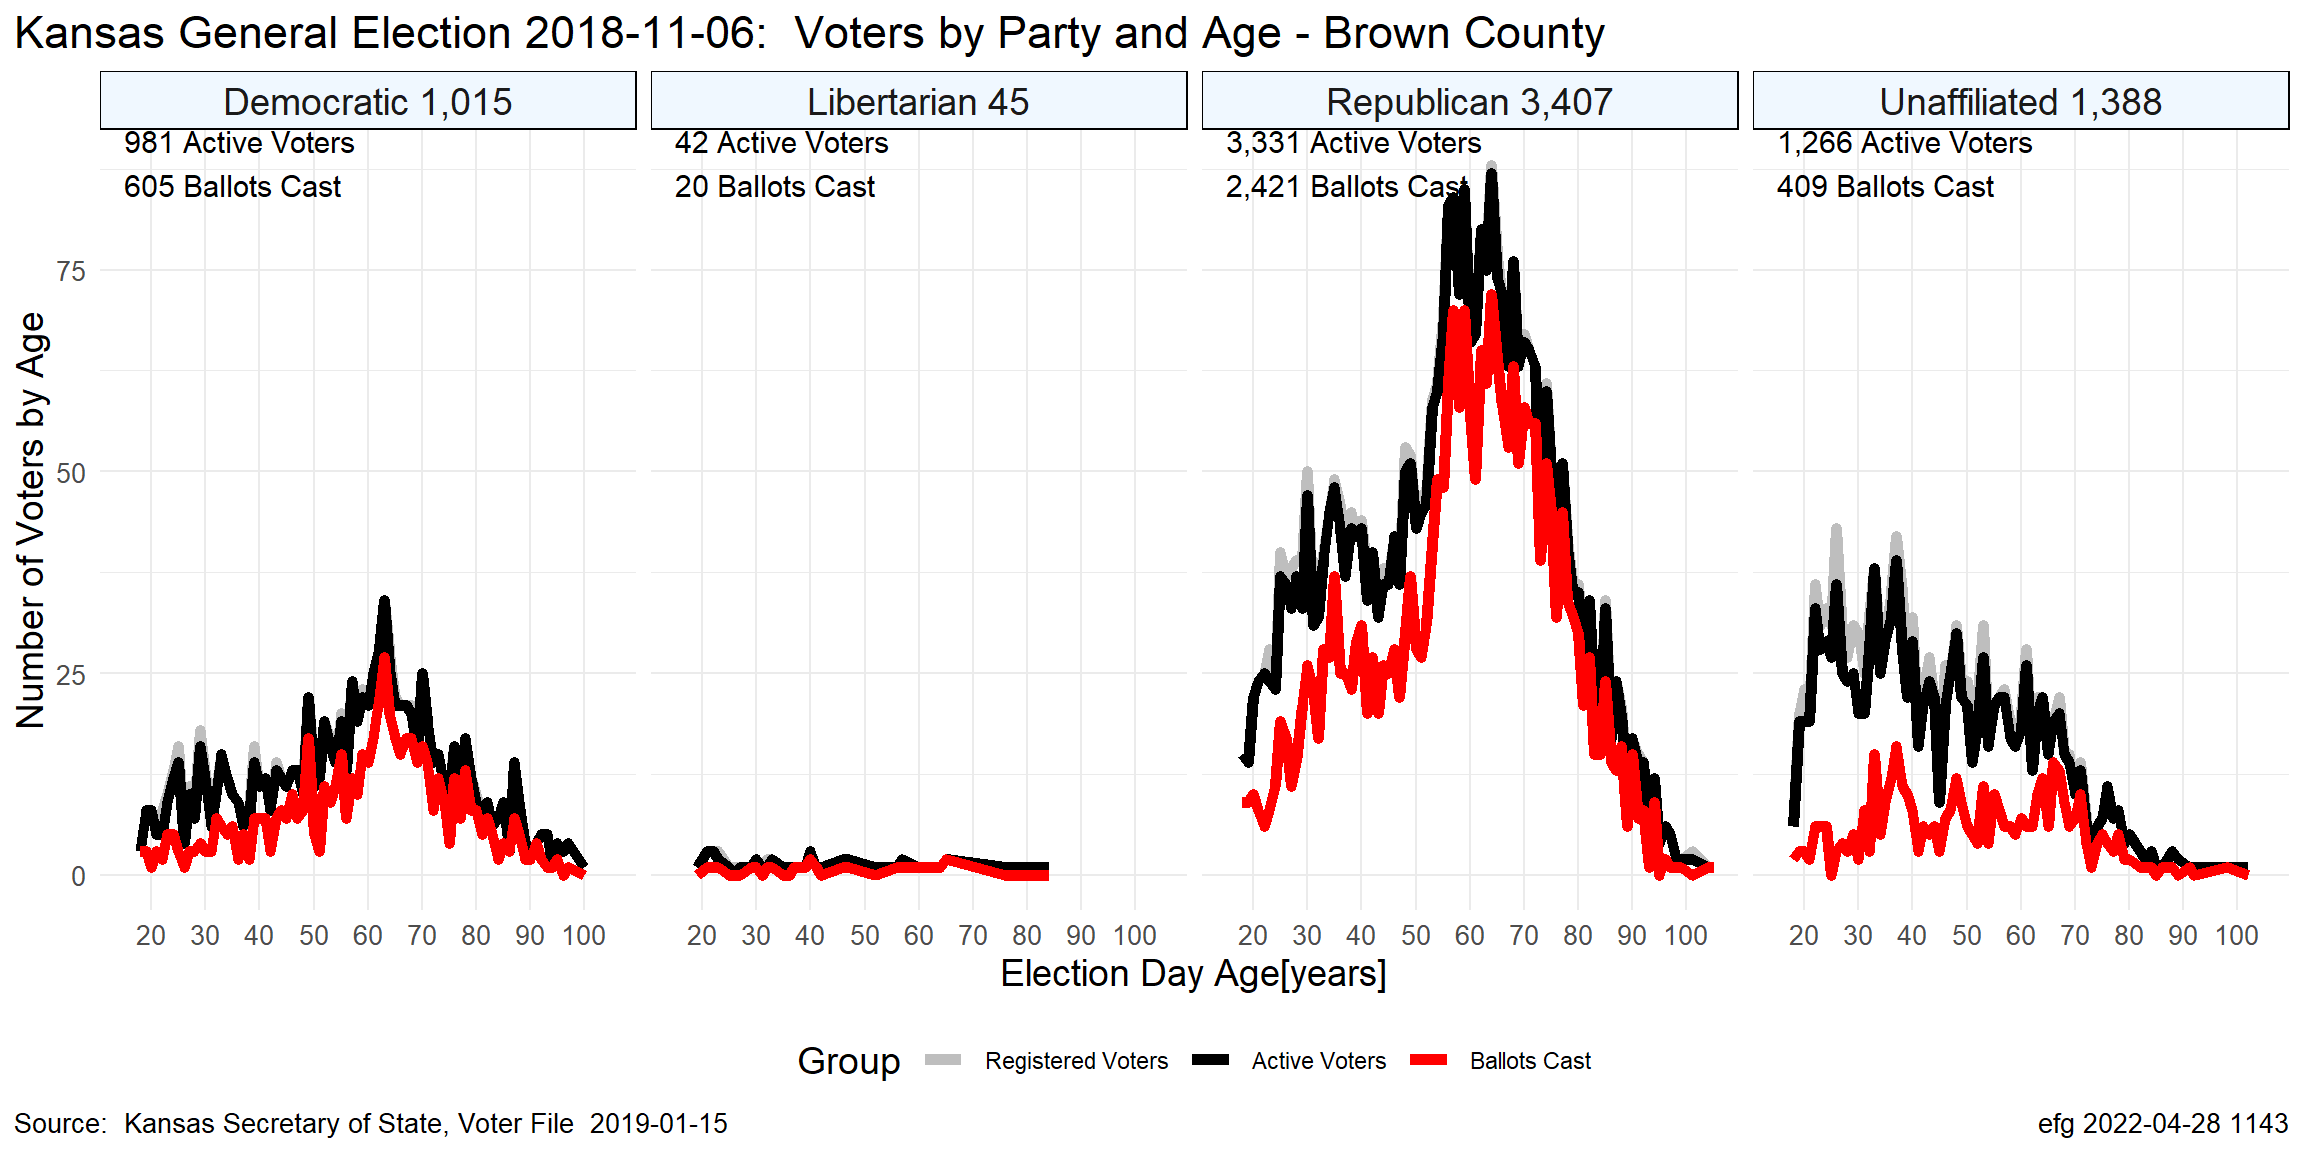 Kansas General Election 2018-11-06:  Voters by Party and Age - Brown County
Democratic 1,015
Libertarian 45
Republican 3,407
Unaffiliated 1,388
981 Active Voters
605 Ballots Cast
42 Active Voters
20 Ballots Cast
3,331 Active Voters
2,421 Ballots Cast
1,266 Active Voters
409 Ballots Cast
Number of Voters by Age
75
50
25
0
20 30 40 50 60 70 80 90 100
20 30 40 50 60 70 80 90 100
20 30 40 50 60 70 80 90 100
20 30 40 50 60 70 80 90 100
Election Day Age[years]
Group Registered Voters Active Voters Ballots Cast
Source:  Kansas Secretary of State, Voter File  2019-01-15
efg 2022-04-28 1143